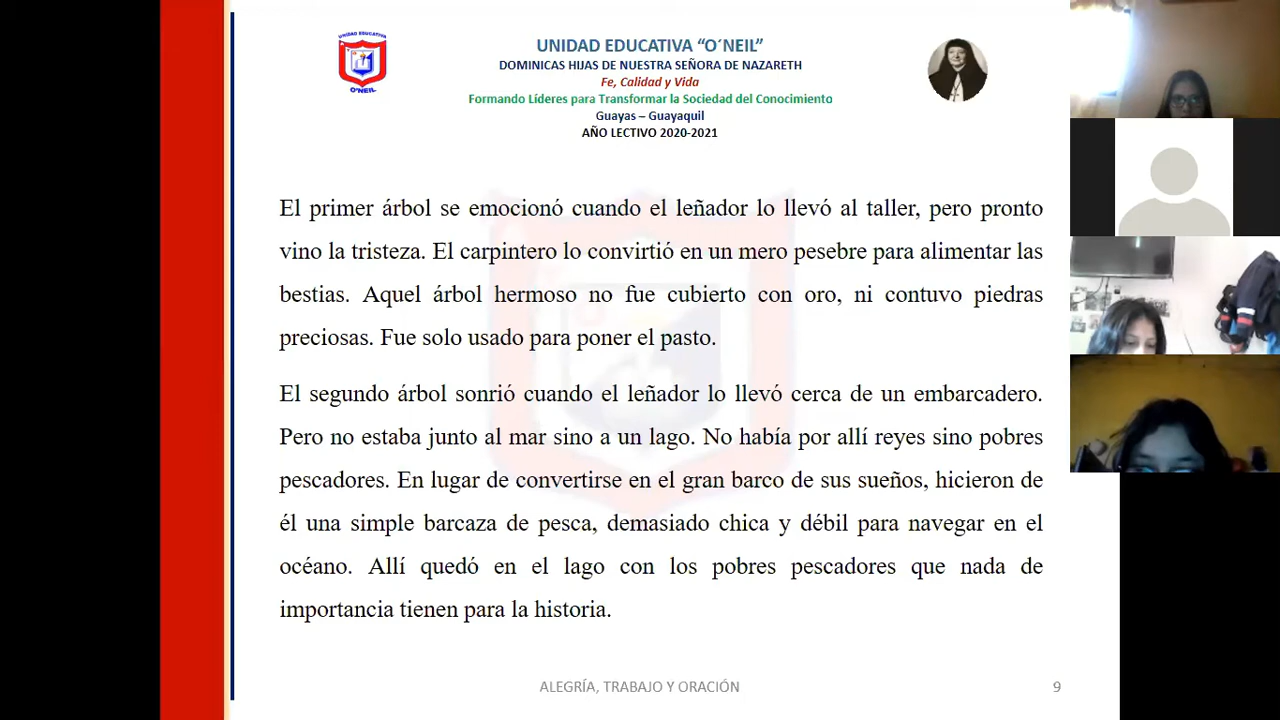 UNIDAD EDUCATIVA
O'NEIL
UNIDAD EDUCATIVA “O´NEIL”
DOMINICAS HIJAS DE NUESTRA SEÑORA DE NAZARETH
Fe, Calidad y Vida
Formando Líderes para Transformar la Sociedad del Conocimiento
Guayas – Guayaquil
AÑO LECTIVO 2020-2021
El primer árbol se emocionó cuando el leñador lo llevó al taller, pero pronto
vino la tristeza. El carpintero lo convirtió en un mero pesebre para alimentar las
bestias. Aquel árbol hermoso no fue cubierto con oro, ni contuvo piedras
preciosas. Fue solo usado para poner el pasto.
El segundo árbol sonrió cuando el leñador lo llevó cerca de un embarcadero.
Pero no estaba junto al mar sino a un lago. No había por allí reyes sino pobres
pescadores. En lugar de convertirse en el gran barco de sus sueños, hicieron de
él una simple barcaza de pesca, demasiado chica y débil para navegar en el
océano. Allí quedó en el lago con los pobres pescadores que nada de
importancia tienen para la historia.
ALEGRÍA, TRABAJO Y ORACIÓN
9